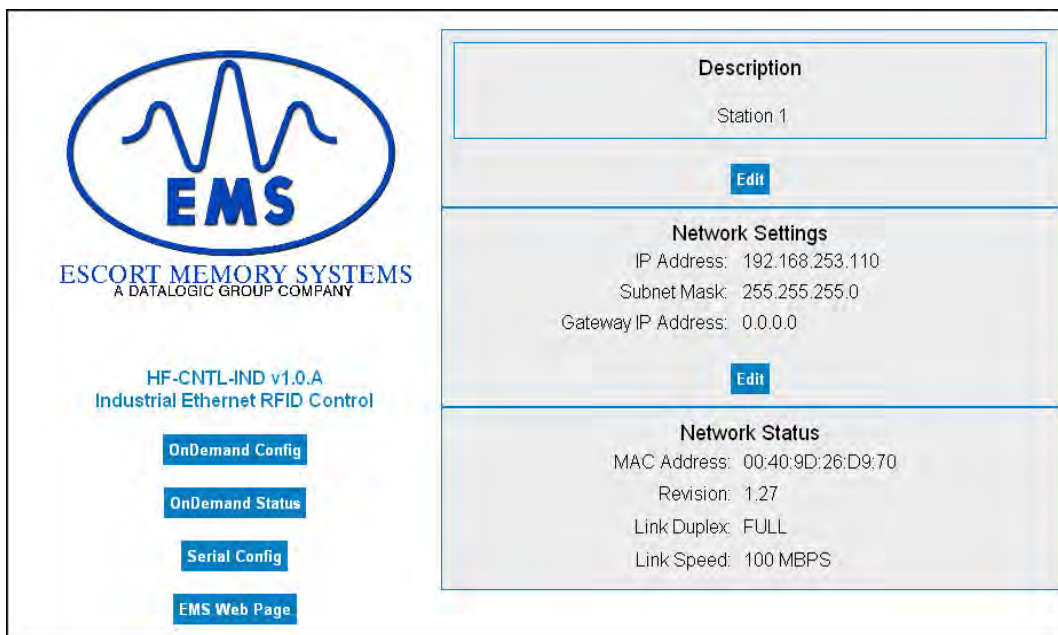 EMS
ESCORT MEMORY SYSTEMS
A DATALOGIC GROUP COMPANY
HF-CNTL-IND v1.0.A
Industrial Ethernet RFID Control
OnDemand Config
OnDemand Status
Serial Config
EMS Web Page
Description
Station 1
Edit
Network Settings
IP Address: 192.168.253.110
Subnet Mask: 255.255.255.0
Gateway IP Address: 0.0.0.0
Edit
Network Status
MAC Address: 00:40:9D:26:D9:70
Revision: 1.27
Link Duplex: FULL
Link Speed: 100 MBPS